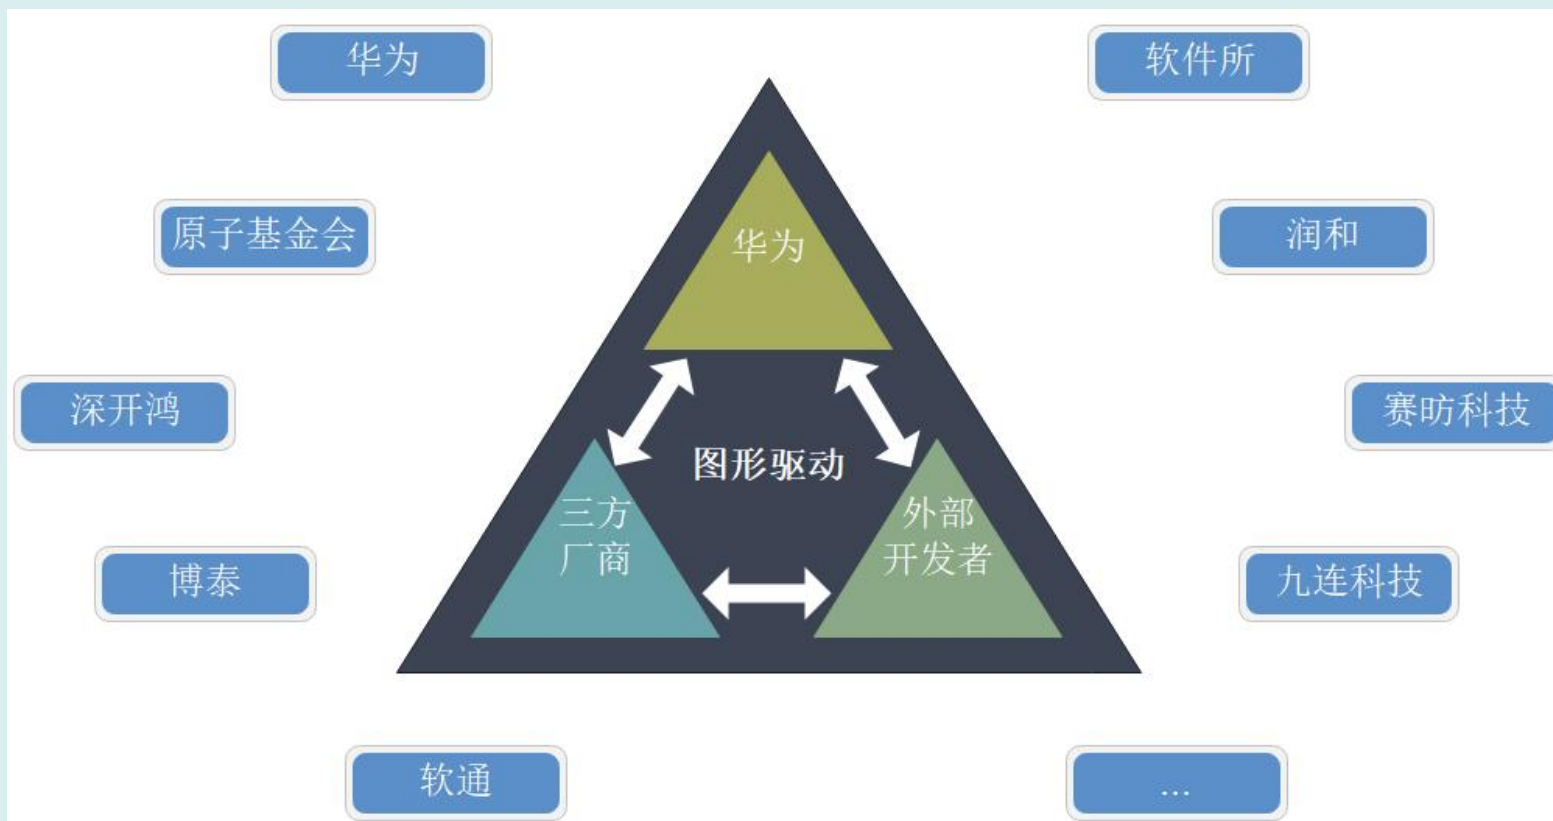 华为
软件所
原子基金会
华为
润和
深开鸿
赛昉科技
图形驱动
三方
厂商
外部
开发者
博泰
九连科技
软通
...